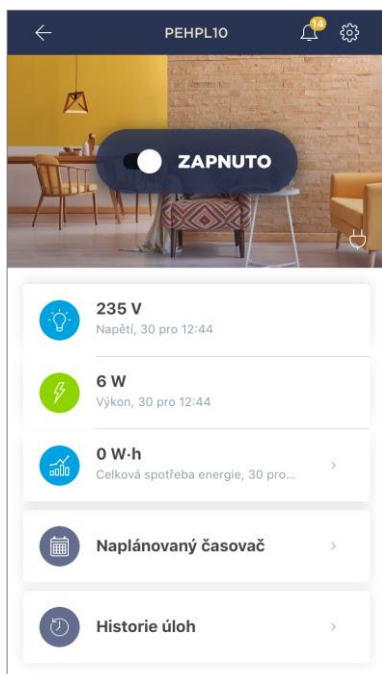 PEHPL10
14
ZAPNUTO
235 V
Napětí, 30 pro 12:44
6 W
Výkon, 30 pro 12:44
0 W·h
Celková spotřeba energie, 30 pro...
Naplánovaný časovač
Historie úloh